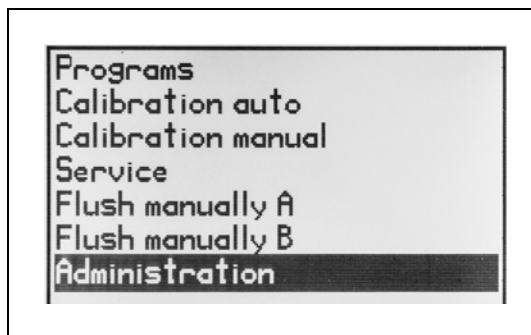 Programs
Calibration auto
Calibration manual
Service
Flush manually A
Flush manually B
Administration